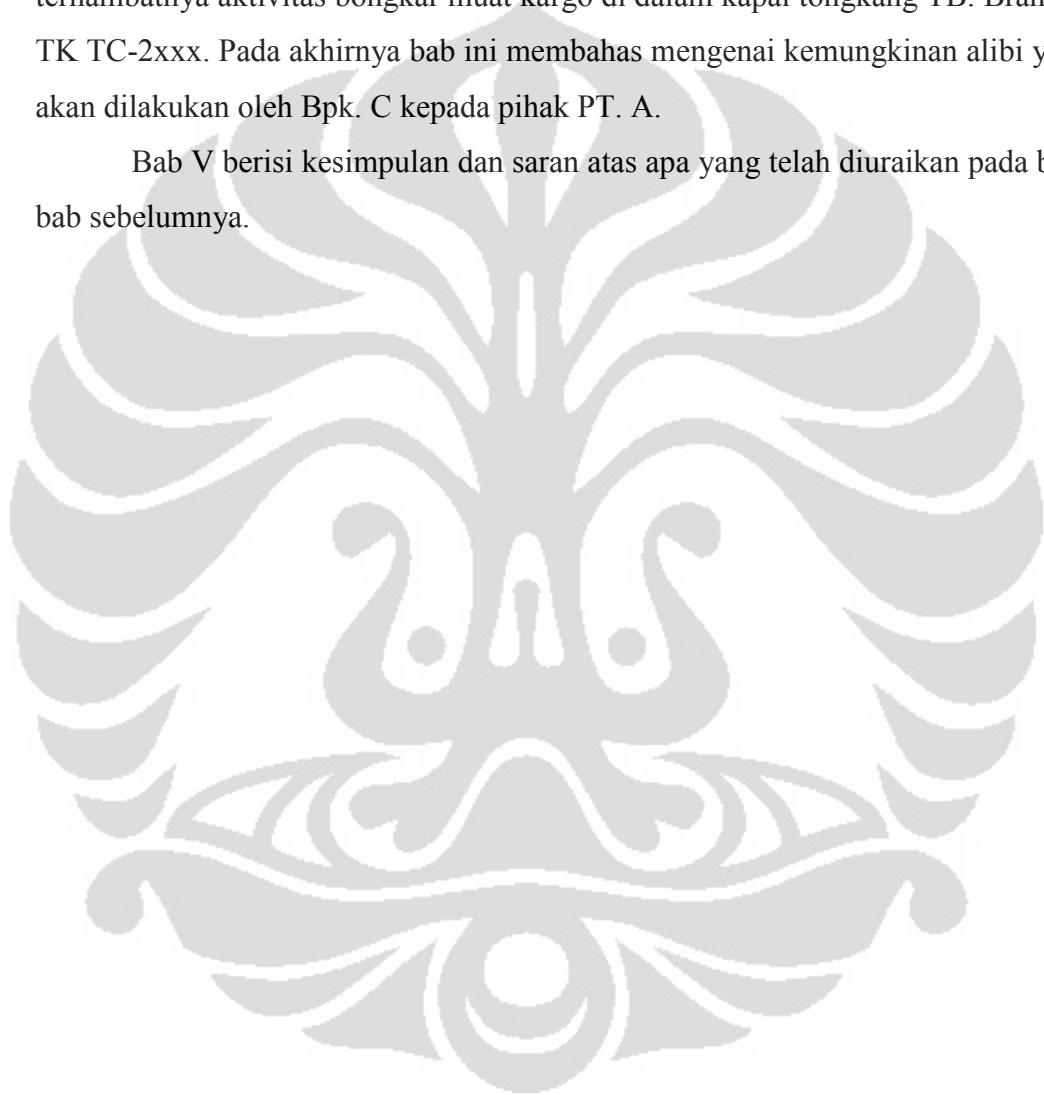 aktivitas bongkar muat kargo di dalam kapal tongkang TB.
TK TC-2xxx. Pada akhirnya bab ini membahas mengenai kemungkinan alibi
akan dilakukan oleh Bpk. C kepada pihak PT. A.
Bab V berisi kesimpulan dan saran atas apa yang telah diuraikan pada
bab sebelumnya.